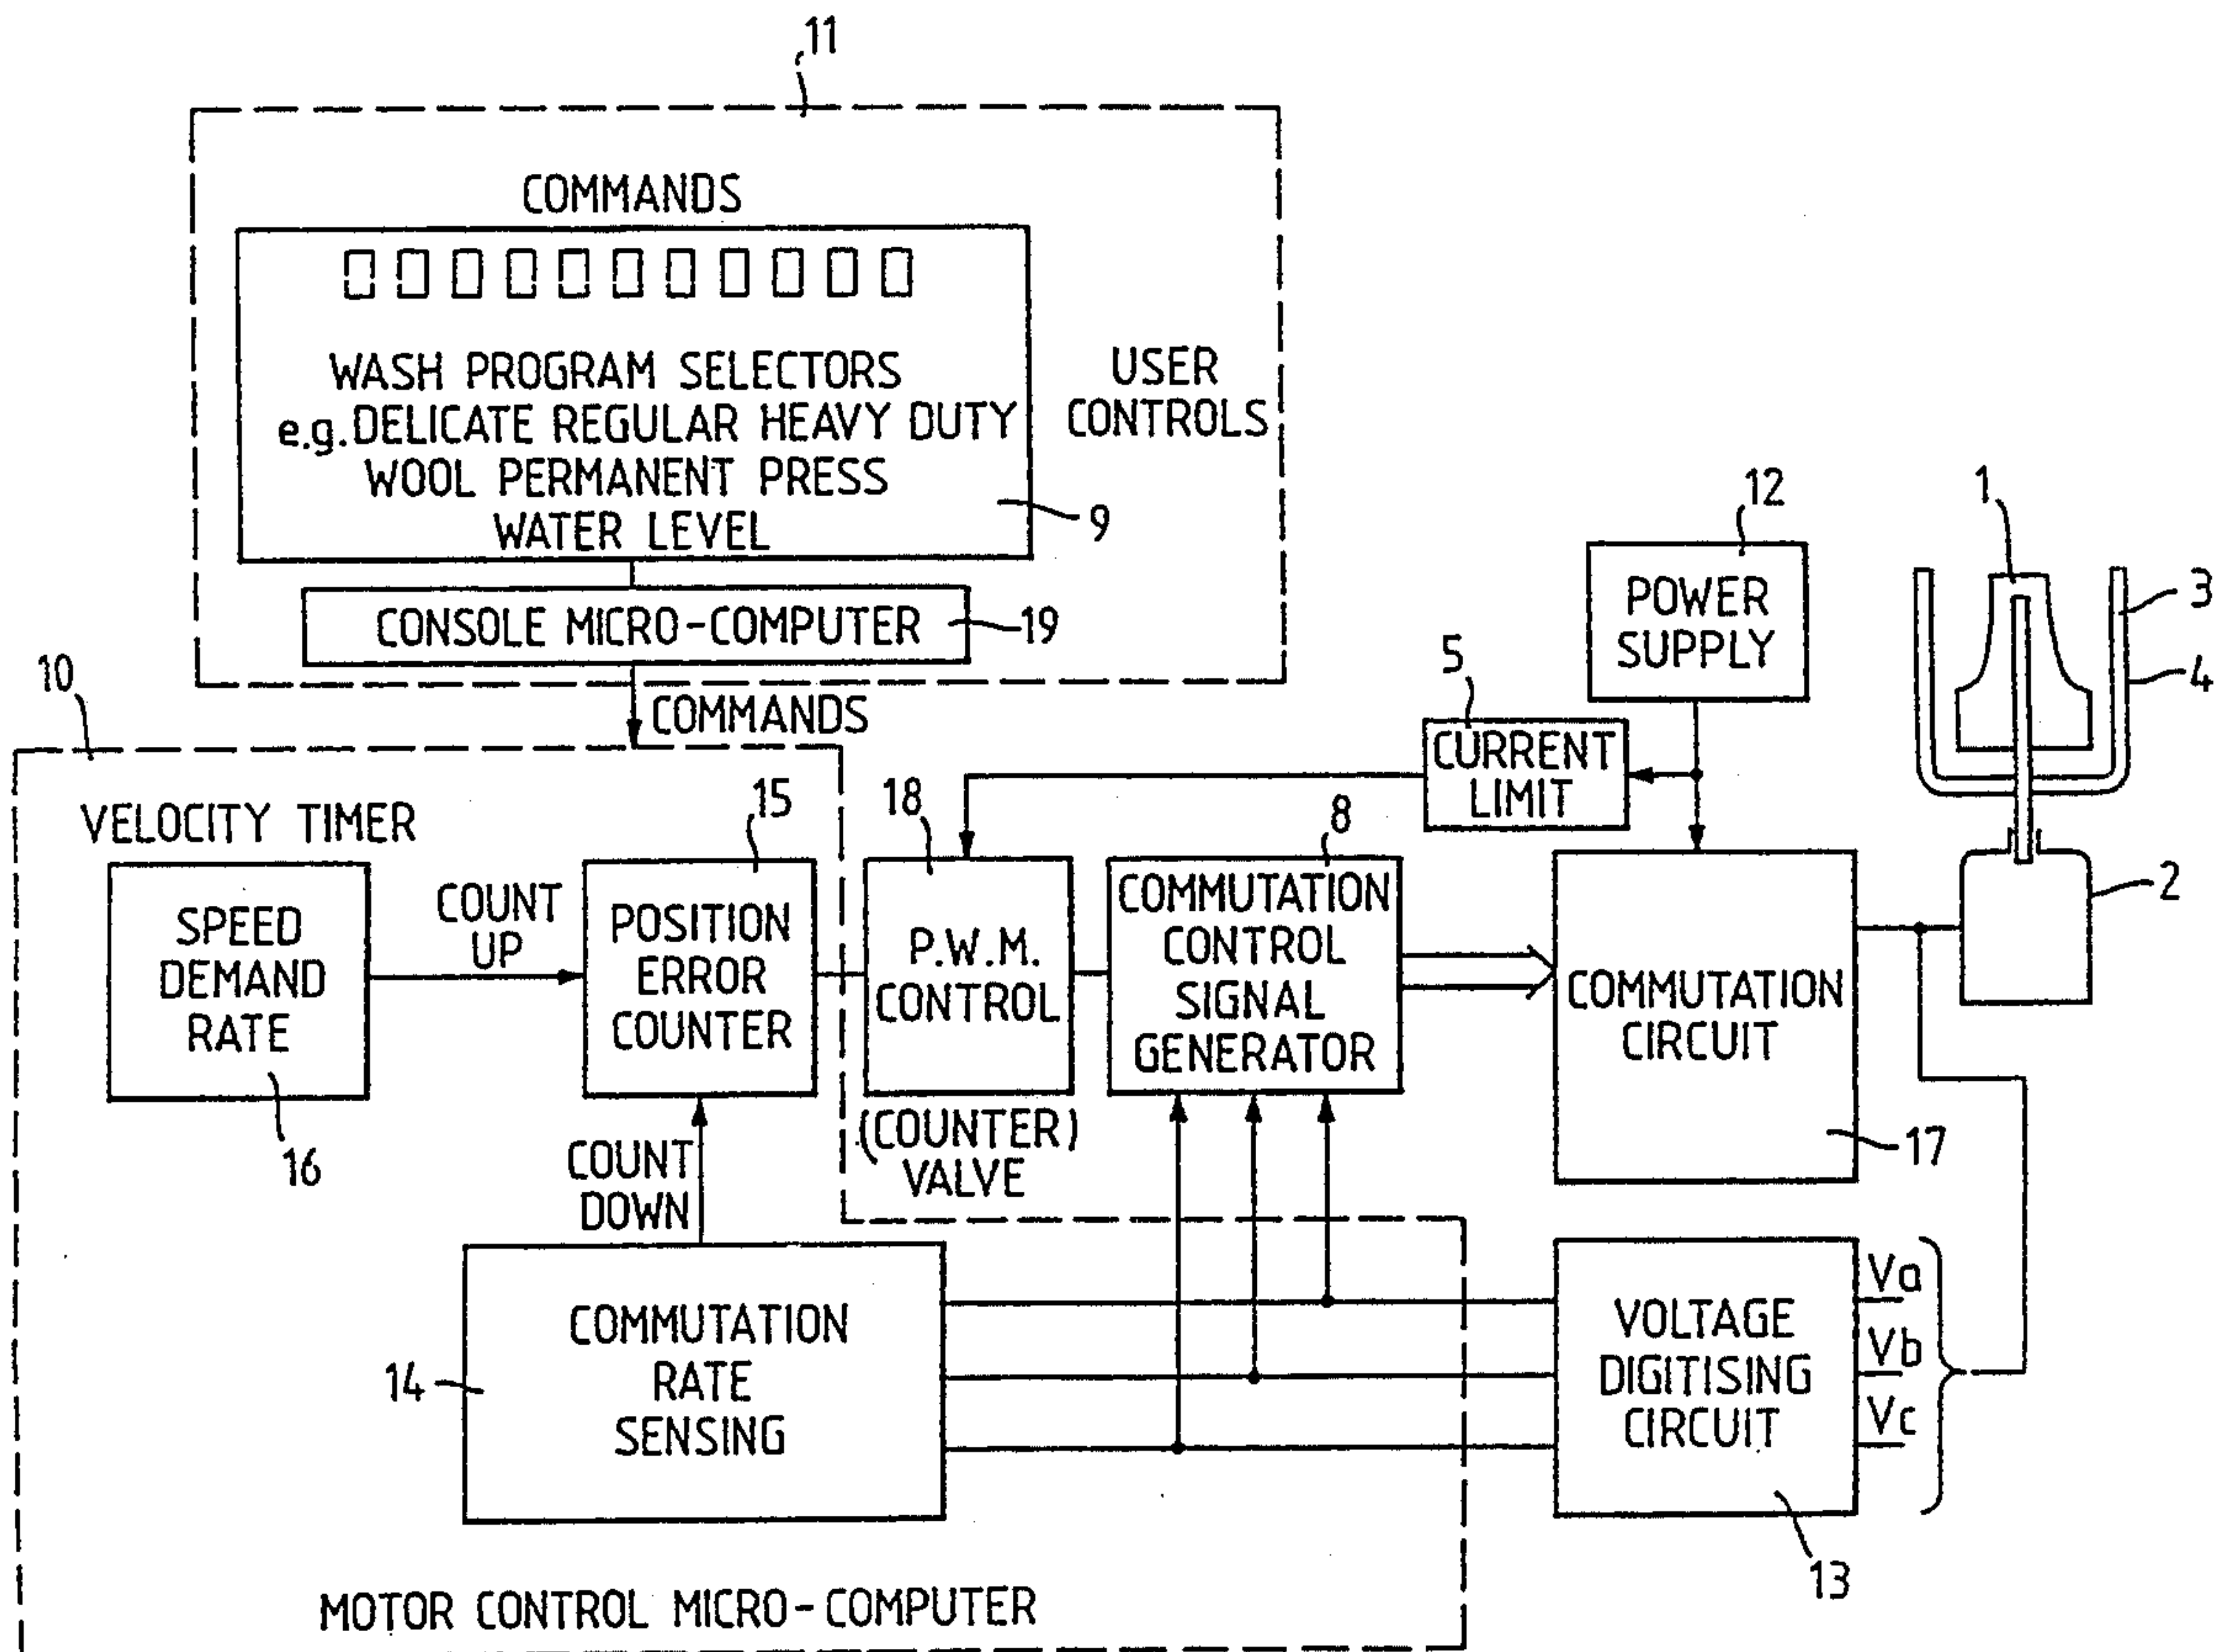 11
COMMANDS
WASH PROGRAM SELECTORS
e.g. DELICATE REGULAR HEAVY DUTY
WOOL PERMANENT PRESS
WATER LEVEL
9
USER
CONTROLS
CONSOLE MICRO-COMPUTER
19
COMMANDS
10
12
POWER
SUPPLY
1
3
4
5
CURRENT
LIMIT
VELOCITY TIMER
SPEED
DEMAND
RATE
16
COUNT
UP
15
POSITION
ERROR
COUNTER
18
P.W.M.
CONTROL
(COUNTER)
VALVE
8
COMMUTATION
CONTROL
SIGNAL
GENERATOR
COMMUTATION
CIRCUIT
17
2
COUNT
DOWN
14
COMMUTATION
RATE
SENSING
VOLTAGE
DIGITISING
CIRCUIT
13
Va
Vb
Vc
MOTOR CONTROL MICRO-COMPUTER